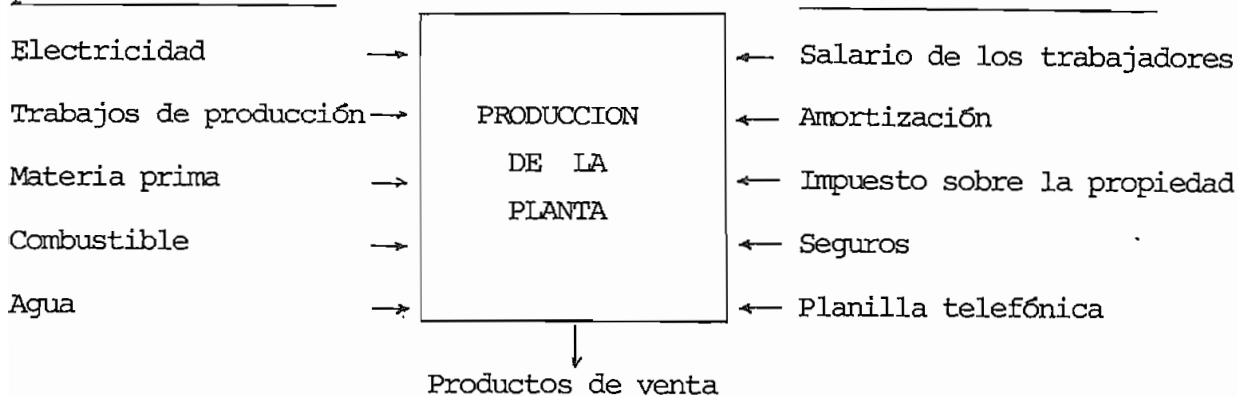 Electricidad → ← Salario de los trabajadores
Trabajos de producción → PRODUCCION ← Amortización
DE LA
Materia prima → ← Impuesto sobre la propiedad
PLANTA
Combustible → ← Seguros
Agua → ← Planilla telefónica
Productos de venta